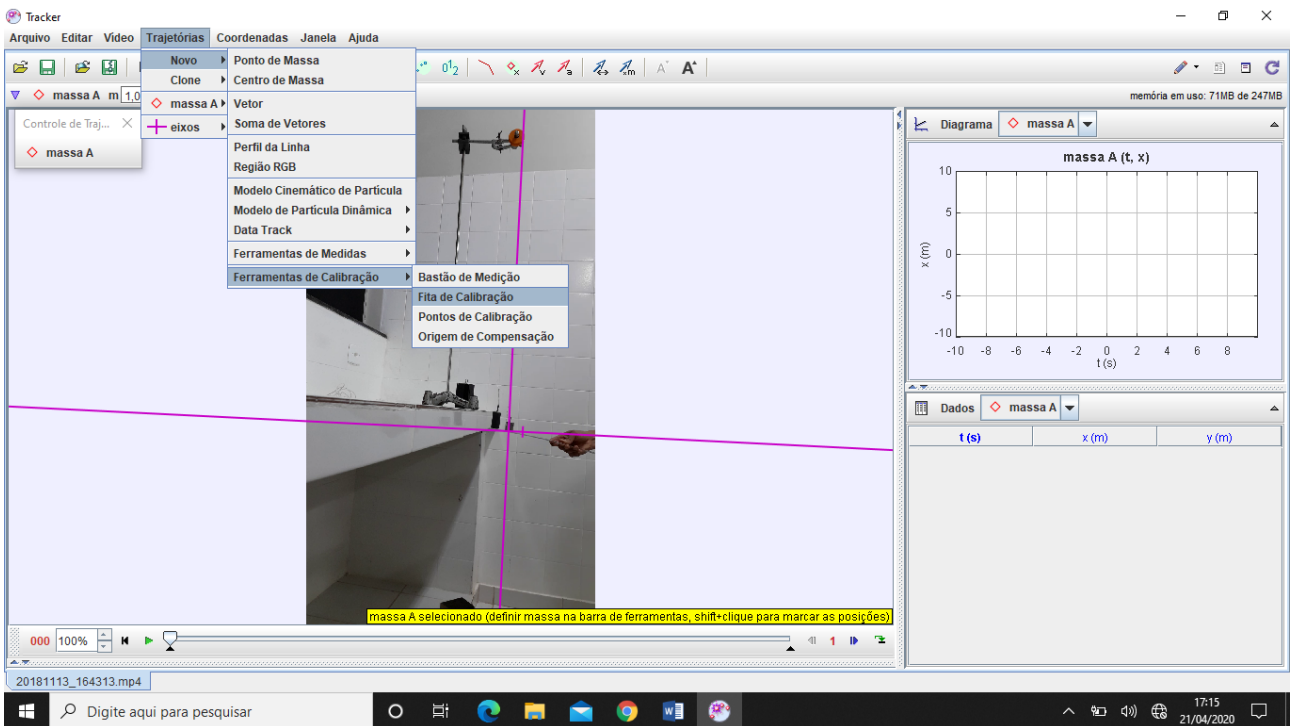 Tracker
Arquivo Editar Video Trajetórias Coordenadas Janela Ajuda
Novo
Clone
massa A
eixos
Ponto de Massa
Centro de Massa
Vetor
Soma de Vetores
Perfil da Linha
Região RGB
Modelo Cinemático de Partícula
Modelo de Partícula Dinâmica
Data Track
Ferramentas de Medidas
Ferramentas de Calibração
Bastão de Medição
Fita de Calibração
Pontos de Calibração
Origem de Compensação
massa A m 1,0
memória em uso: 71MB de 247MB
Controle de Traj...
massa A
Diagrama massa A
massa A (t, x)
x (m)
10
5
0
-5
-10
-10 -8 -6 -4 -2 0 2 4 6 8
t (s)
Dados massa A
t (s) x (m) y (m)
massa A selecionado (definir massa na barra de ferramentas, shift+clique para marcar as posições)
000 100% 1
20181113_164313.mp4
Digite aqui para pesquisar
17:15
21/04/2020